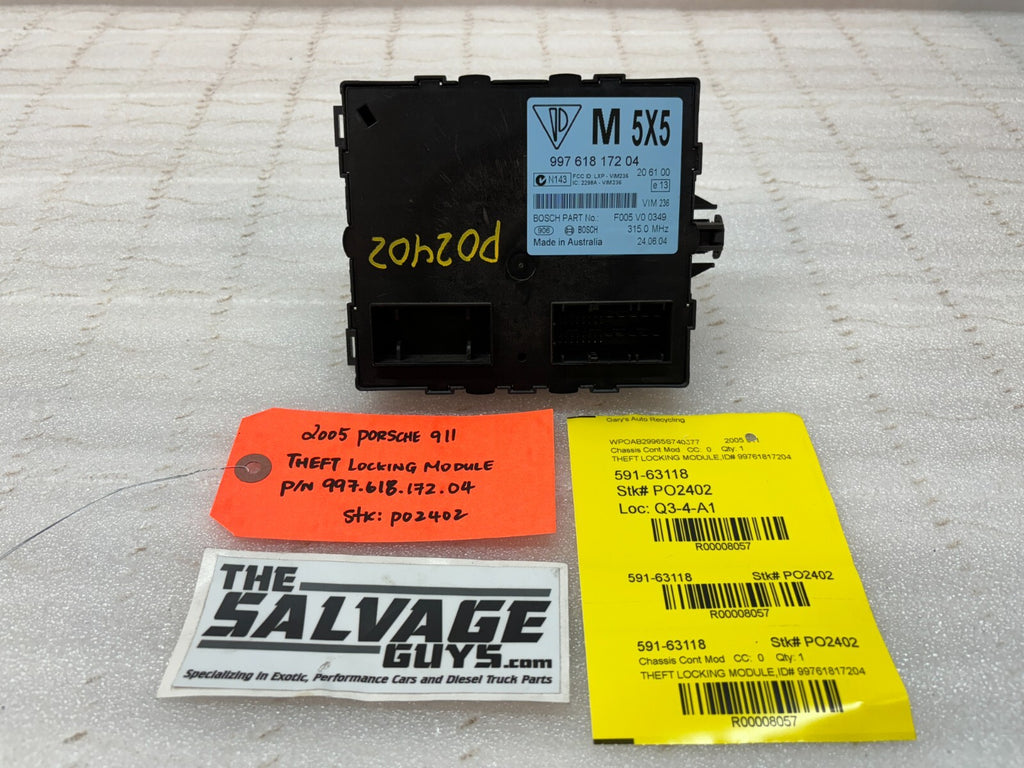 M 5X5
997 618 172 04
N143
FCC ID: LXP - VIM236
IC: 2298A - VIM236
20 61 00
e 13
VIM 236
BOSCH PART No.: F005 V0 0349
906 BOSCH 315.0 MHz
Made in Australia 24.06.04
PO2402
2005 PORSCHE 911
THEFT LOCKING MODULE
P/N 997.618.172.04
Stk: PO2402
THE
SALVAGE
GUYS.com
Specializing in Exotic, Performance Cars and Diesel Truck Parts
Gary's Auto Recycling
WPOAB29965S740377 2005
Chassis Cont Mod CC: 0 Qty: 1
THEFT LOCKING MODULE,ID# 99761817204
591-63118
Stk# PO2402
Loc: Q3-4-A1
R00008057
591-63118 Stk# PO2402
R00008057
591-63118 Stk# PO2402
Chassis Cont Mod CC: 0 Qty: 1
THEFT LOCKING MODULE,ID# 99761817204
R00008057